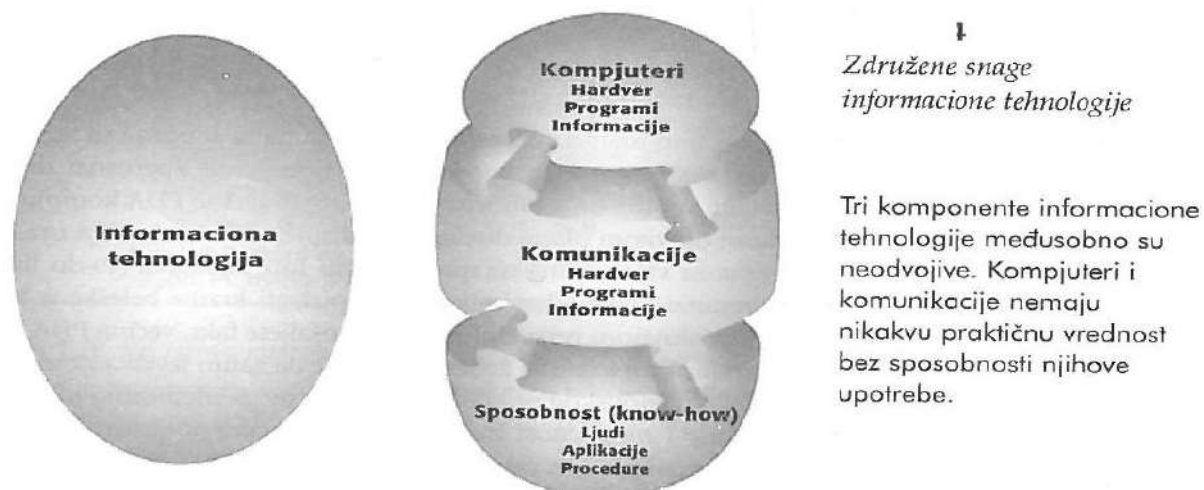 Informaciona
tehnologija
Kompjuteri
Hardver
Programi
Informacije
Komunikacije
Hardver
Programi
Informacije
Sposobnost (know-how)
Ljudi
Aplikacije
Procedure
Združene snage
informacione tehnologije
Tri komponente informacione
tehnologije međusobno su
neodvojive. Kompjuteri i
komunikacije nemaju
nikakvu praktičnu vrednost
bez sposobnosti njihove
upotrebe.